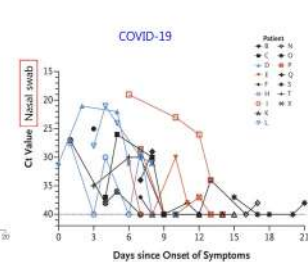 COVID-19
Patient
B N
C O
D P
E Q
F S
H T
I X
K
L
Ct Value Nasal swab
15
20
25
30
35
40
0 3 6 9 12 15 18 21
Days since Onset of Symptoms